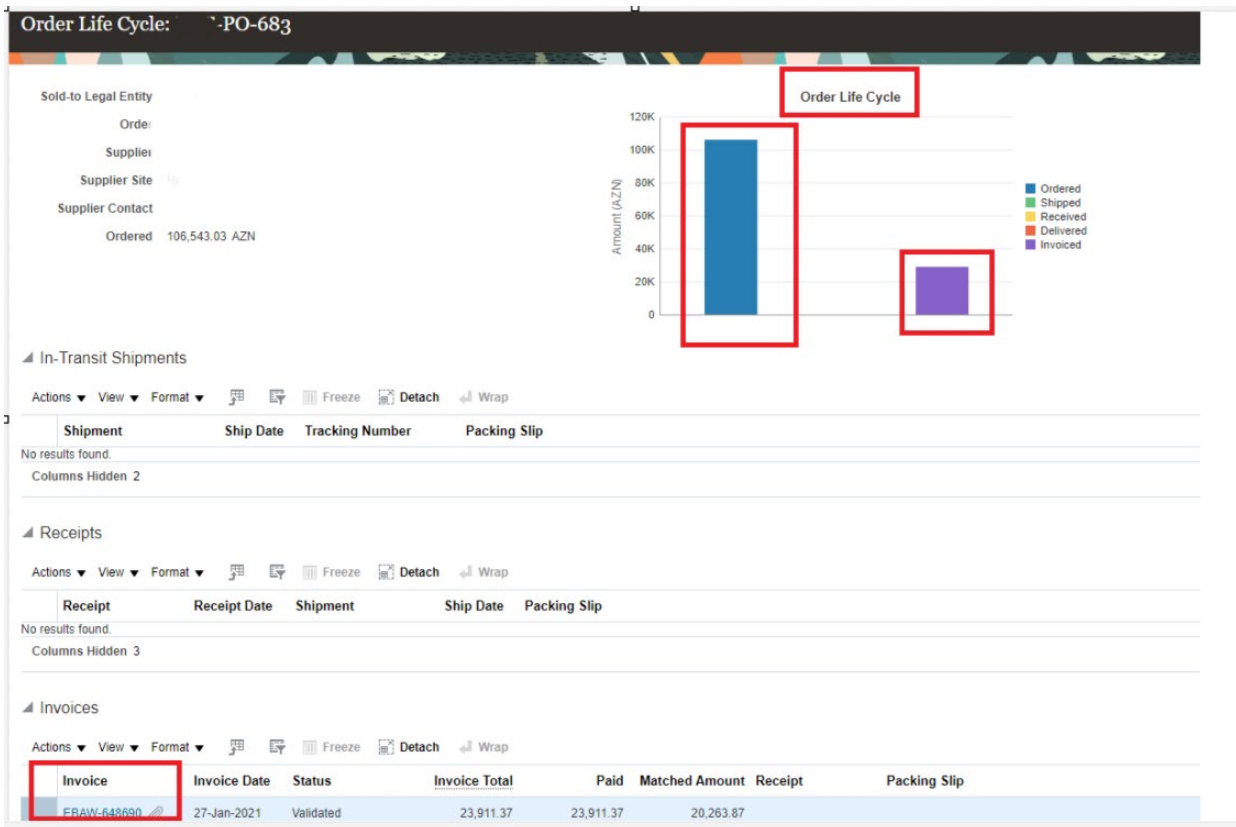 Order Life Cycle: -PO-683
Sold-to Legal Entity
Order
Supplier
Supplier Site
Supplier Contact
Ordered 106,543.03 AZN
Order Life Cycle
120K
100K
80K
60K
40K
20K
0
Amount (AZN)
Ordered
Shipped
Received
Delivered
Invoiced
In-Transit Shipments
Actions View Format Freeze Detach Wrap
Shipment Ship Date Tracking Number Packing Slip
No results found.
Columns Hidden 2
Receipts
Actions View Format Freeze Detach Wrap
Receipt Receipt Date Shipment Ship Date Packing Slip
No results found.
Columns Hidden 3
Invoices
Actions View Format Freeze Detach Wrap
Invoice Invoice Date Status Invoice Total Paid Matched Amount Receipt Packing Slip
EBAW-648690 27-Jan-2021 Validated 23,911.37 23,911.37 20,263.87